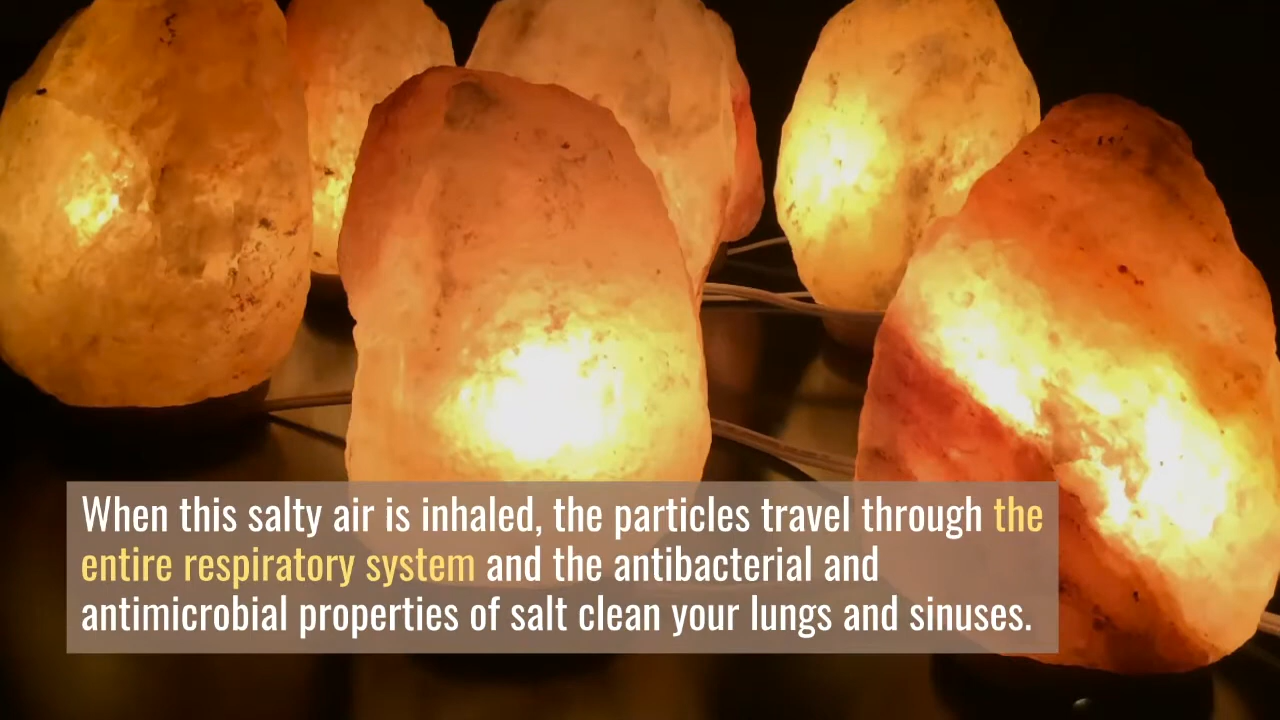 When this salty air is inhaled, the particles travel through the
entire respiratory system and the antibacterial and
antimicrobial properties of salt clean your lungs and sinuses.